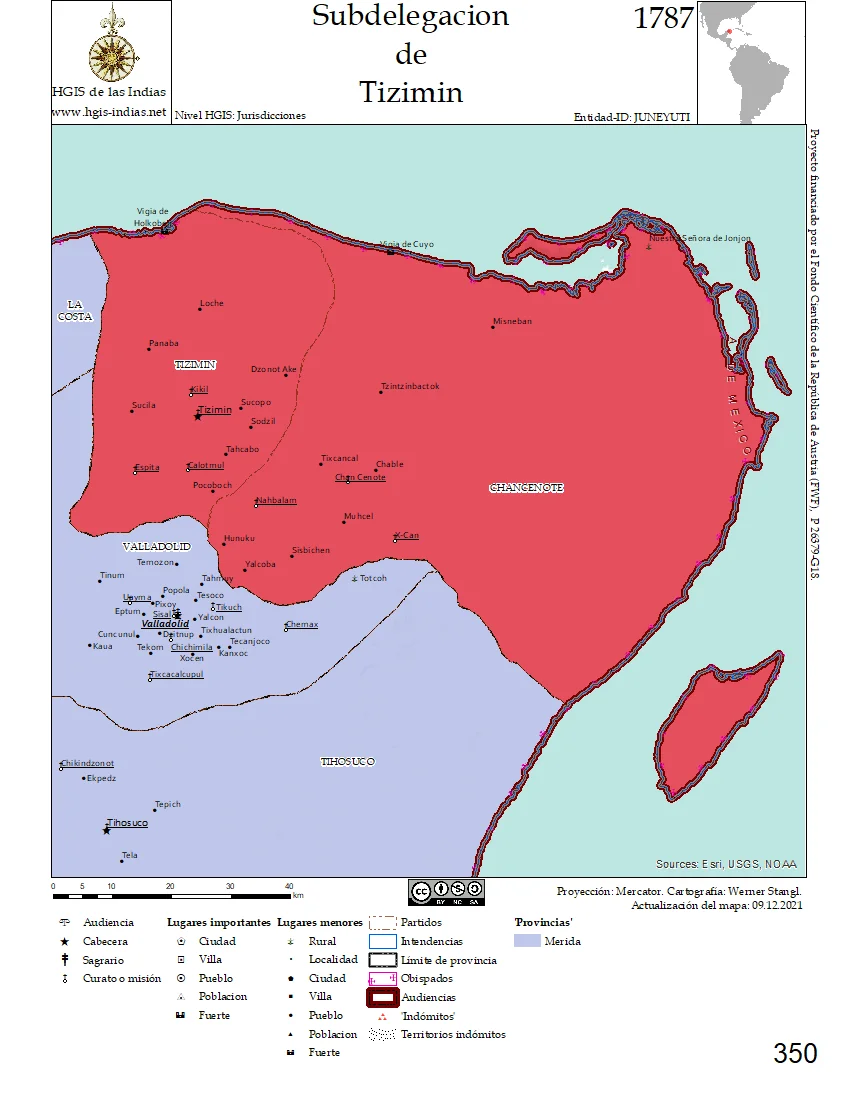 Subdelegacion
de
Tizimin
1787
HGIS de las Indias
www.hgis-indias.net
Nivel HGIS: Jurisdicciones
Entidad-ID: JUNEYUTI
Proyecto financiado por el Fondo Científico de la República de Austria (FWF), P 26379-G18.
Vigia de
Holkobe
Vigia de Cuyo
Nuestra Señora de Jonjon
LA
COSTA
Loche
Misneban
Panaba
TIZIMIN
Dzonot Ake
Kikil
Tzintzinbactok
Sucila
Tizimin
Sucopo
Sodzil
A. DE MEXICO
Tahcabo
Espita
Calotmul
Tixcancal
Chable
Chan Cenote
Pocoboch
CHANCENOTE
Nahbalam
Muhcel
Hunuku
X-Can
VALLADOLID
Sisbichen
Temozon
Yalcoba
Tinum
Tahmuy
Totcoh
Popola
Uayma
Pixoy
Tesoco
Eptum
Sisal
Tikuch
Yalcon
Valladolid
Chemax
Cuncunul
Dzitnup
Tixhualactun
Kaua
Tekom
Chichimila
Tecanjoco
Xocen
Kanxoc
Tixcacalcupul
TIHOSUCO
Chikindzonot
Ekpedz
Tepich
Tihosuco
Tela
Sources: Esri, USGS, NOAA
0 5 10 20 30 40
km
CC BY NC SA
Proyección: Mercator. Cartografía: Werner Stangl.
Actualización del mapa: 09.12.2021
Audiencia
Cabecera
Sagrario
Curato o misión
Lugares importantes
Ciudad
Villa
Pueblo
Poblacion
Fuerte
Lugares menores
Rural
Localidad
Ciudad
Villa
Pueblo
Poblacion
Fuerte
Partidos
Intendencias
Límite de provincia
Obispados
Audiencias
'Indómitos'
Territorios indómitos
'Provincias'
Merida
350